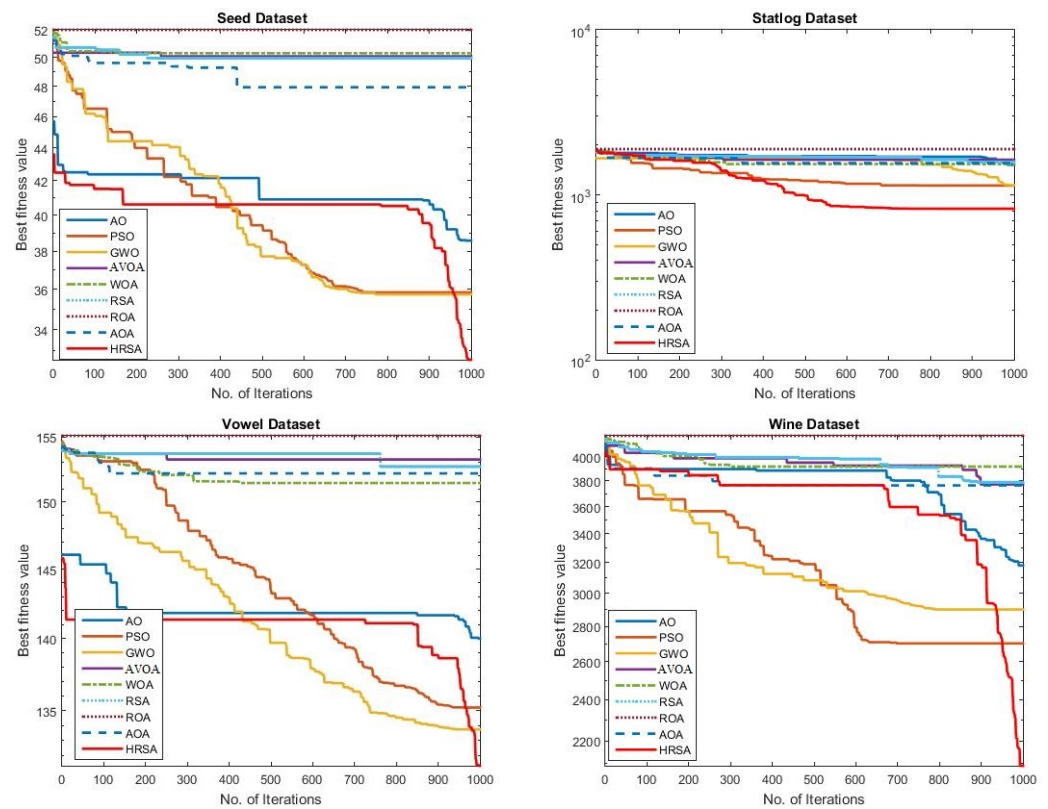 Seed Dataset
Best fitness value
52
50
48
46
44
42
40
38
36
34
0 100 200 300 400 500 600 700 800 900 1000
No. of Iterations
AO
PSO
GWO
AVOA
WOA
RSA
ROA
AOA
HRSA
Statlog Dataset
Best fitness value
10^4
10^3
10^2
0 100 200 300 400 500 600 700 800 900 1000
No. of Iterations
AO
PSO
GWO
AVOA
WOA
RSA
ROA
AOA
HRSA
Vowel Dataset
Best fitness value
155
150
145
140
135
0 100 200 300 400 500 600 700 800 900 1000
No. of Iterations
AO
PSO
GWO
AVOA
WOA
RSA
ROA
AOA
HRSA
Wine Dataset
Best fitness value
4000
3800
3600
3400
3200
3000
2800
2600
2400
2200
0 100 200 300 400 500 600 700 800 900 1000
No. of Iterations
AO
PSO
GWO
AVOA
WOA
RSA
ROA
AOA
HRSA